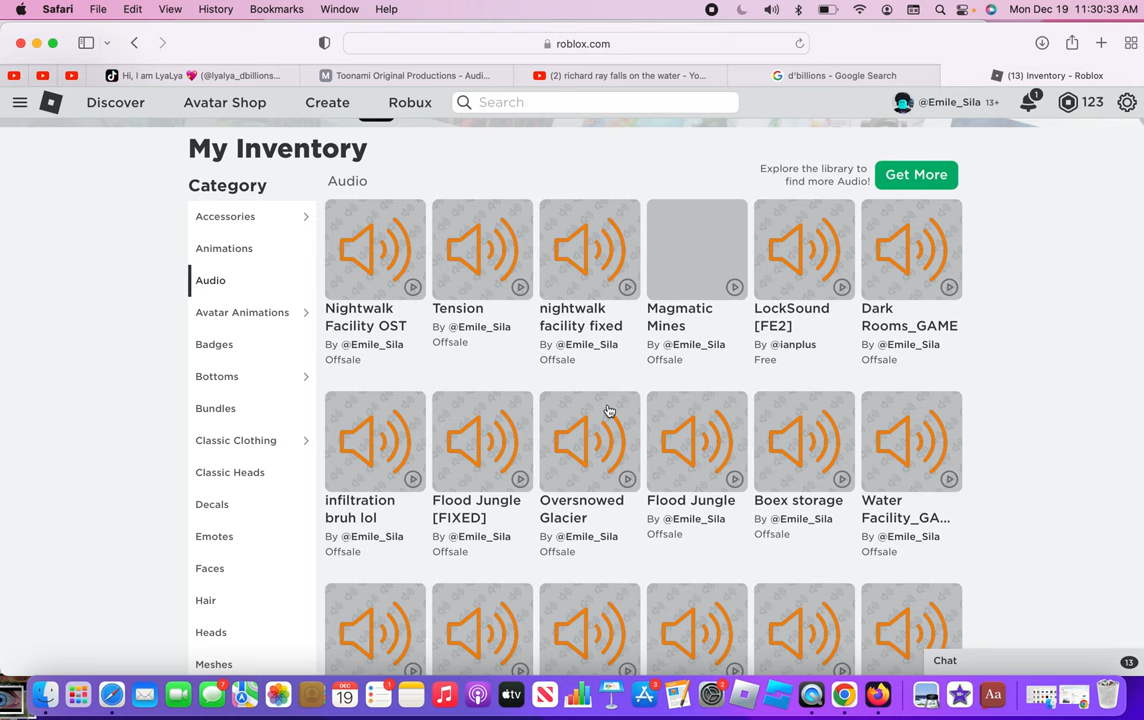 Safari File Edit View History Bookmarks Window Help Mon Dec 19 11:30:33 AM
roblox.com
Hi, I am LyaLya 💖 (@lyalya_dbillions... Toonami Original Productions - Audi... (2) richard ray falls on the water - Yo... d'billions - Google Search (13) Inventory - Roblox
Discover Avatar Shop Create Robux Search @Emile_Sila 13+ 1 123
My Inventory
Category
Audio
Explore the library to
find more Audio!
Get More
Accessories
Animations
Audio
Avatar Animations
Badges
Bottoms
Bundles
Classic Clothing
Classic Heads
Decals
Emotes
Faces
Hair
Heads
Meshes
Nightwalk
Facility OST
By @Emile_Sila
Offsale
Tension
By @Emile_Sila
Offsale
nightwalk
facility fixed
By @Emile_Sila
Offsale
Magmatic
Mines
By @Emile_Sila
Offsale
LockSound
[FE2]
By @ianplus
Free
Dark
Rooms_GAME
By @Emile_Sila
Offsale
infiltration
bruh lol
By @Emile_Sila
Offsale
Flood Jungle
[FIXED]
By @Emile_Sila
Offsale
Oversnowed
Glacier
By @Emile_Sila
Offsale
Flood Jungle
By @Emile_Sila
Offsale
Boex storage
By @Emile_Sila
Offsale
Water
Facility_GA...
By @Emile_Sila
Offsale
Chat 13
7 DEC 19 1 tv 3 2 Aa